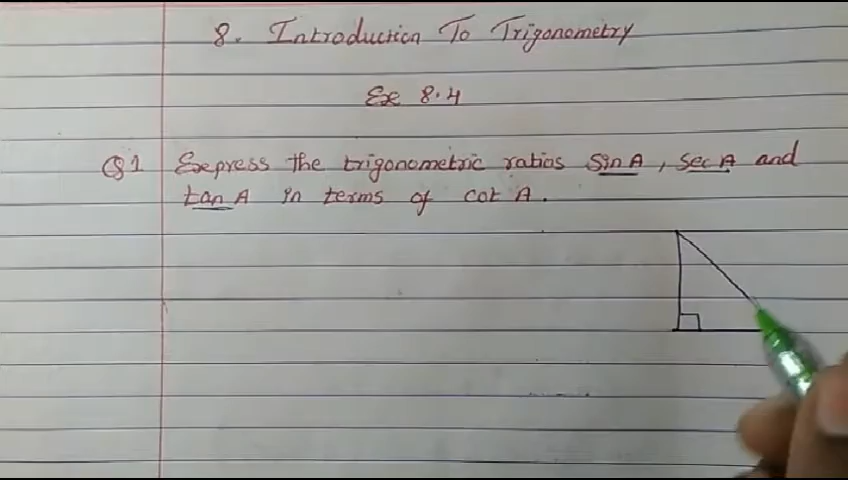 8. Introduction To Trigonometry
Ex 8.4
Q1 Express the trigonometric ratios Sin A, Sec A and
tan A in terms of cot A.